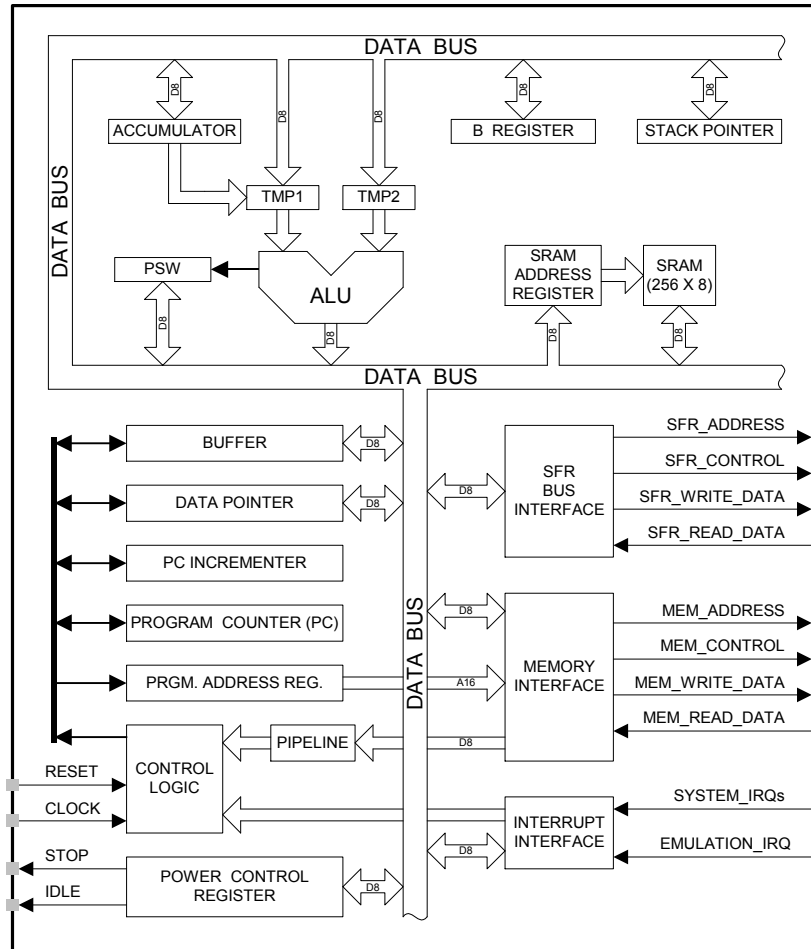 DATA BUS
D8
D8
D8
D8
D8
ACCUMULATOR
B REGISTER
STACK POINTER
DATA BUS
TMP1
TMP2
PSW
ALU
SRAM
ADDRESS
REGISTER
SRAM
(256 X 8)
D8
D8
D8
D8
DATA BUS
BUFFER
D8
DATA POINTER
D8
PC INCREMENTER
PROGRAM COUNTER (PC)
PRGM. ADDRESS REG.
A16
PIPELINE
D8
CONTROL
LOGIC
RESET
CLOCK
STOP
IDLE
POWER CONTROL
REGISTER
D8
DATA BUS
D8
SFR
BUS
INTERFACE
SFR_ADDRESS
SFR_CONTROL
SFR_WRITE_DATA
SFR_READ_DATA
D8
MEMORY
INTERFACE
MEM_ADDRESS
MEM_CONTROL
MEM_WRITE_DATA
MEM_READ_DATA
D8
INTERRUPT
INTERFACE
SYSTEM_IRQs
EMULATION_IRQ